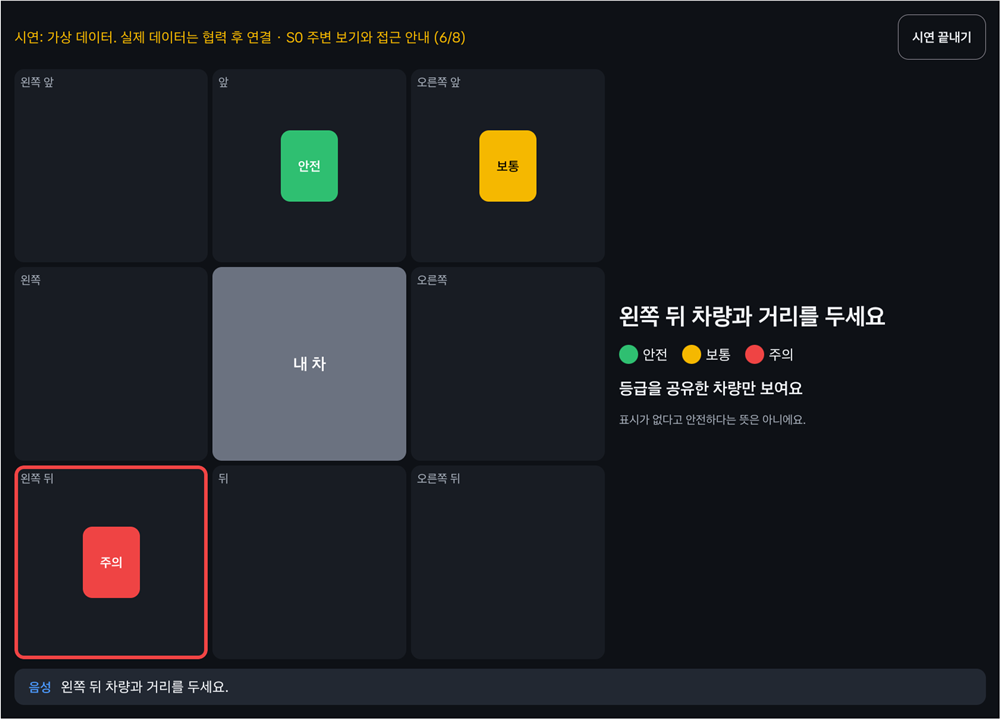 시연: 가상 데이터. 실제 데이터는 협력 후 연결 · S0 주변 보기와 접근 안내 (6/8)
시연 끝내기
왼쪽 앞
앞
오른쪽 앞
안전
보통
왼쪽
내 차
오른쪽
왼쪽 뒤 차량과 거리를 두세요
안전 보통 주의
등급을 공유한 차량만 보여요
표시가 없다고 안전하다는 뜻은 아니에요.
왼쪽 뒤
뒤
오른쪽 뒤
주의
음성 왼쪽 뒤 차량과 거리를 두세요.